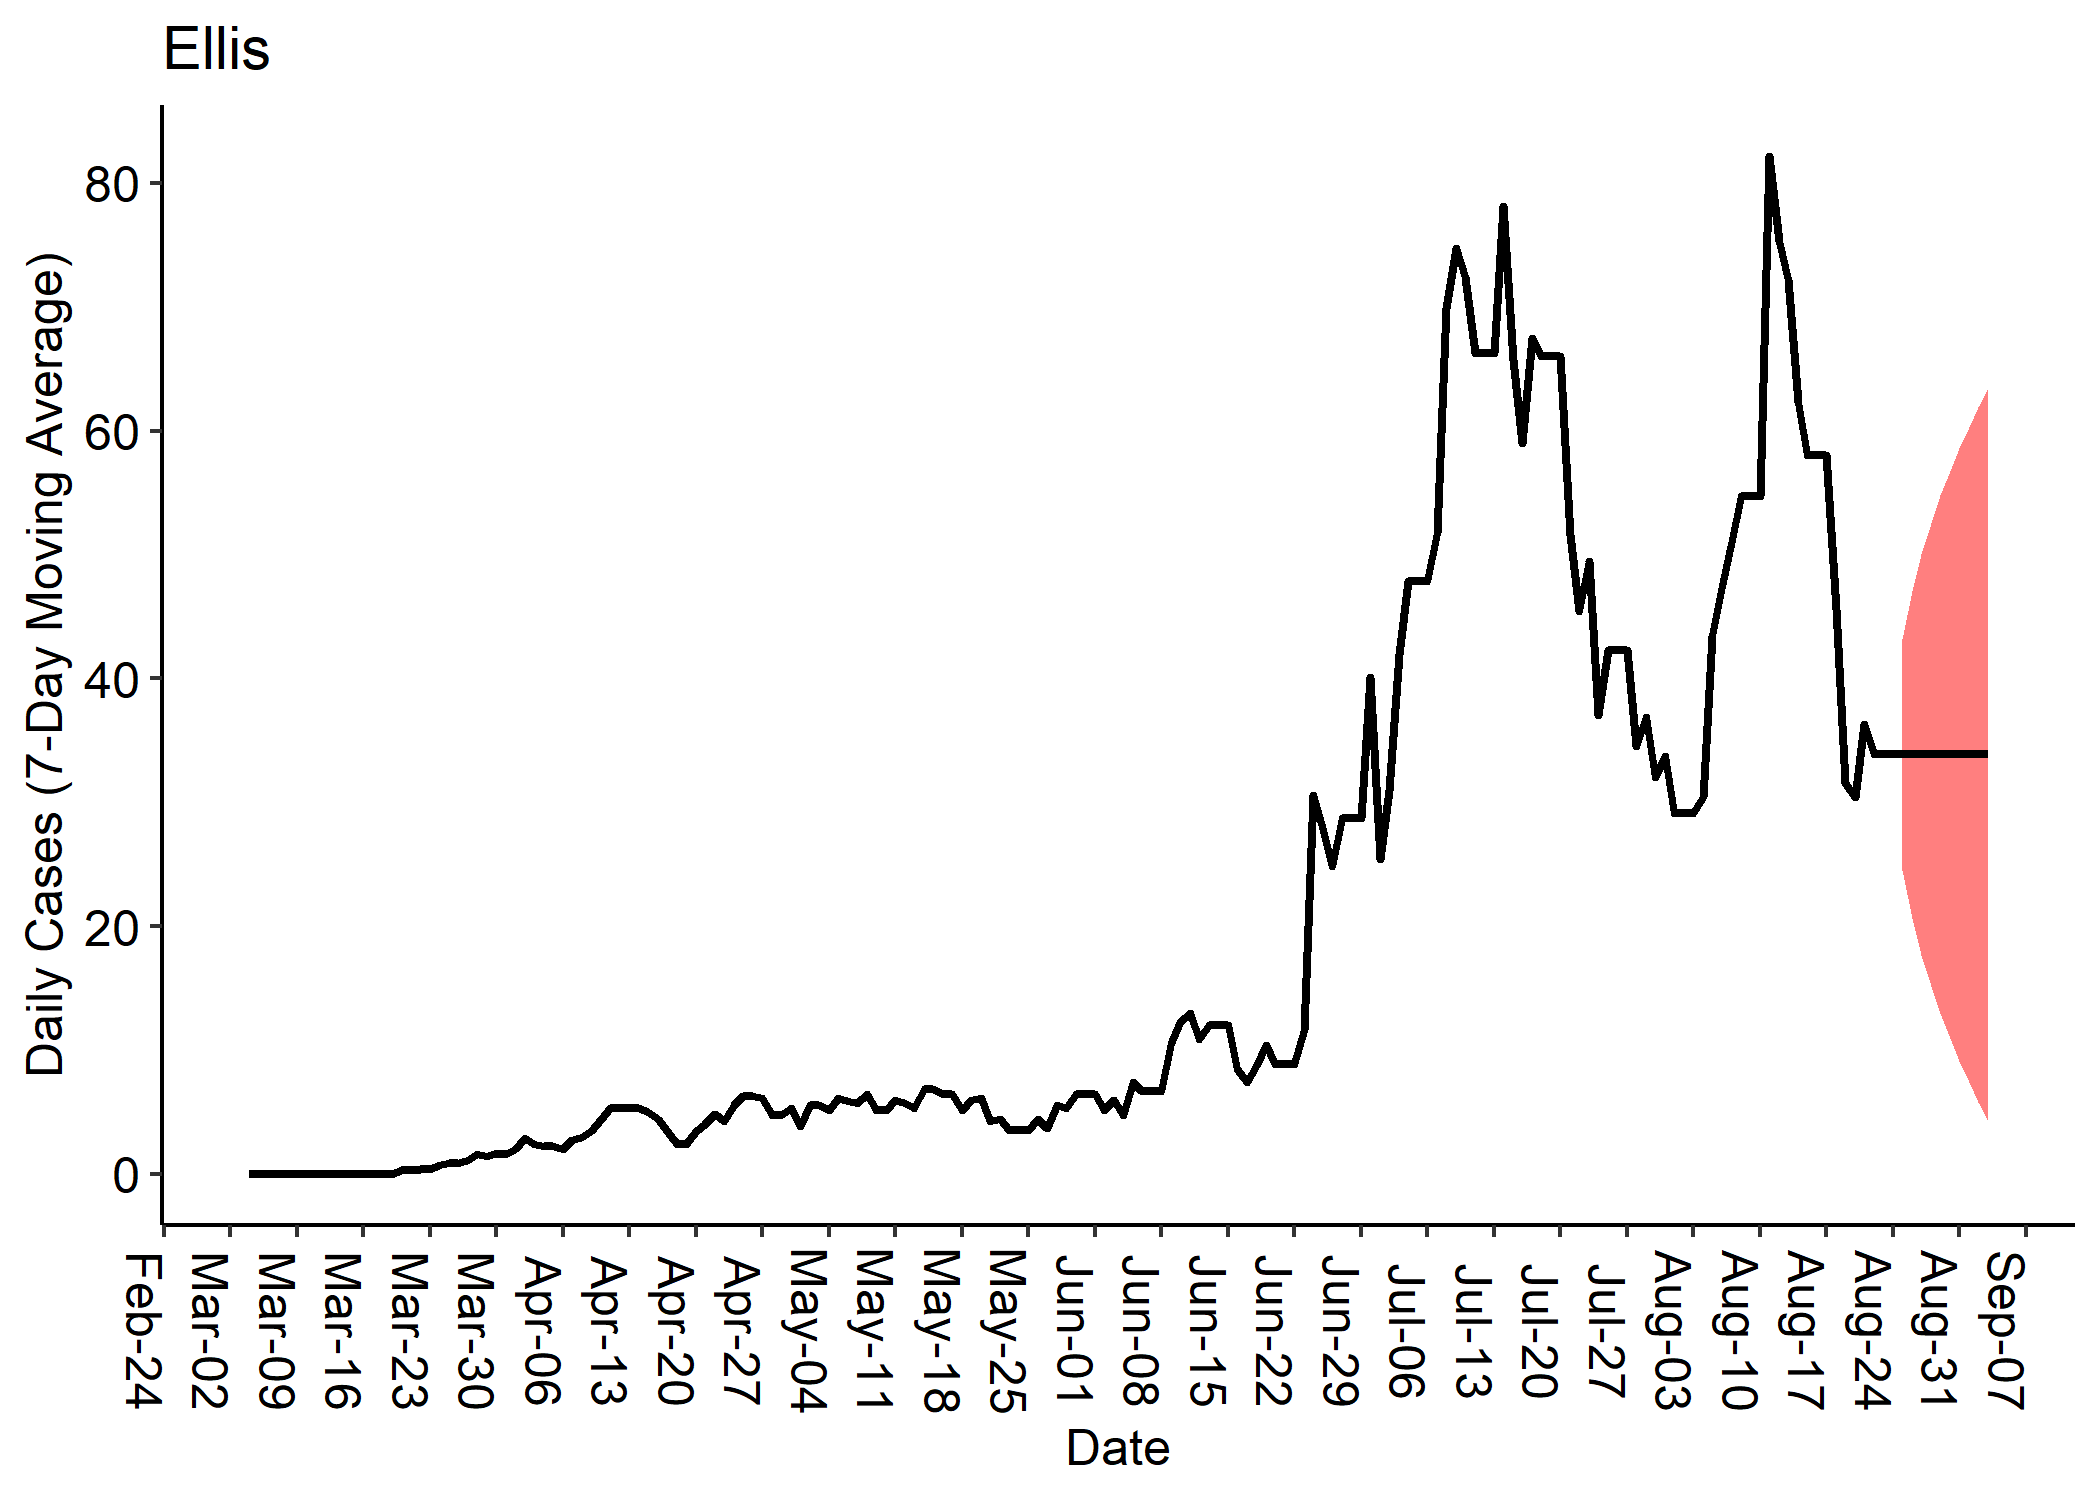 Ellis
Daily Cases (7-Day Moving Average)
80
60
40
20
0
Feb-24
Mar-02
Mar-09
Mar-16
Mar-23
Mar-30
Apr-06
Apr-13
Apr-20
Apr-27
May-04
May-11
May-18
May-25
Jun-01
Jun-08
Jun-15
Jun-22
Jun-29
Jul-06
Jul-13
Jul-20
Jul-27
Aug-03
Aug-10
Aug-17
Aug-24
Aug-31
Sep-07
Date